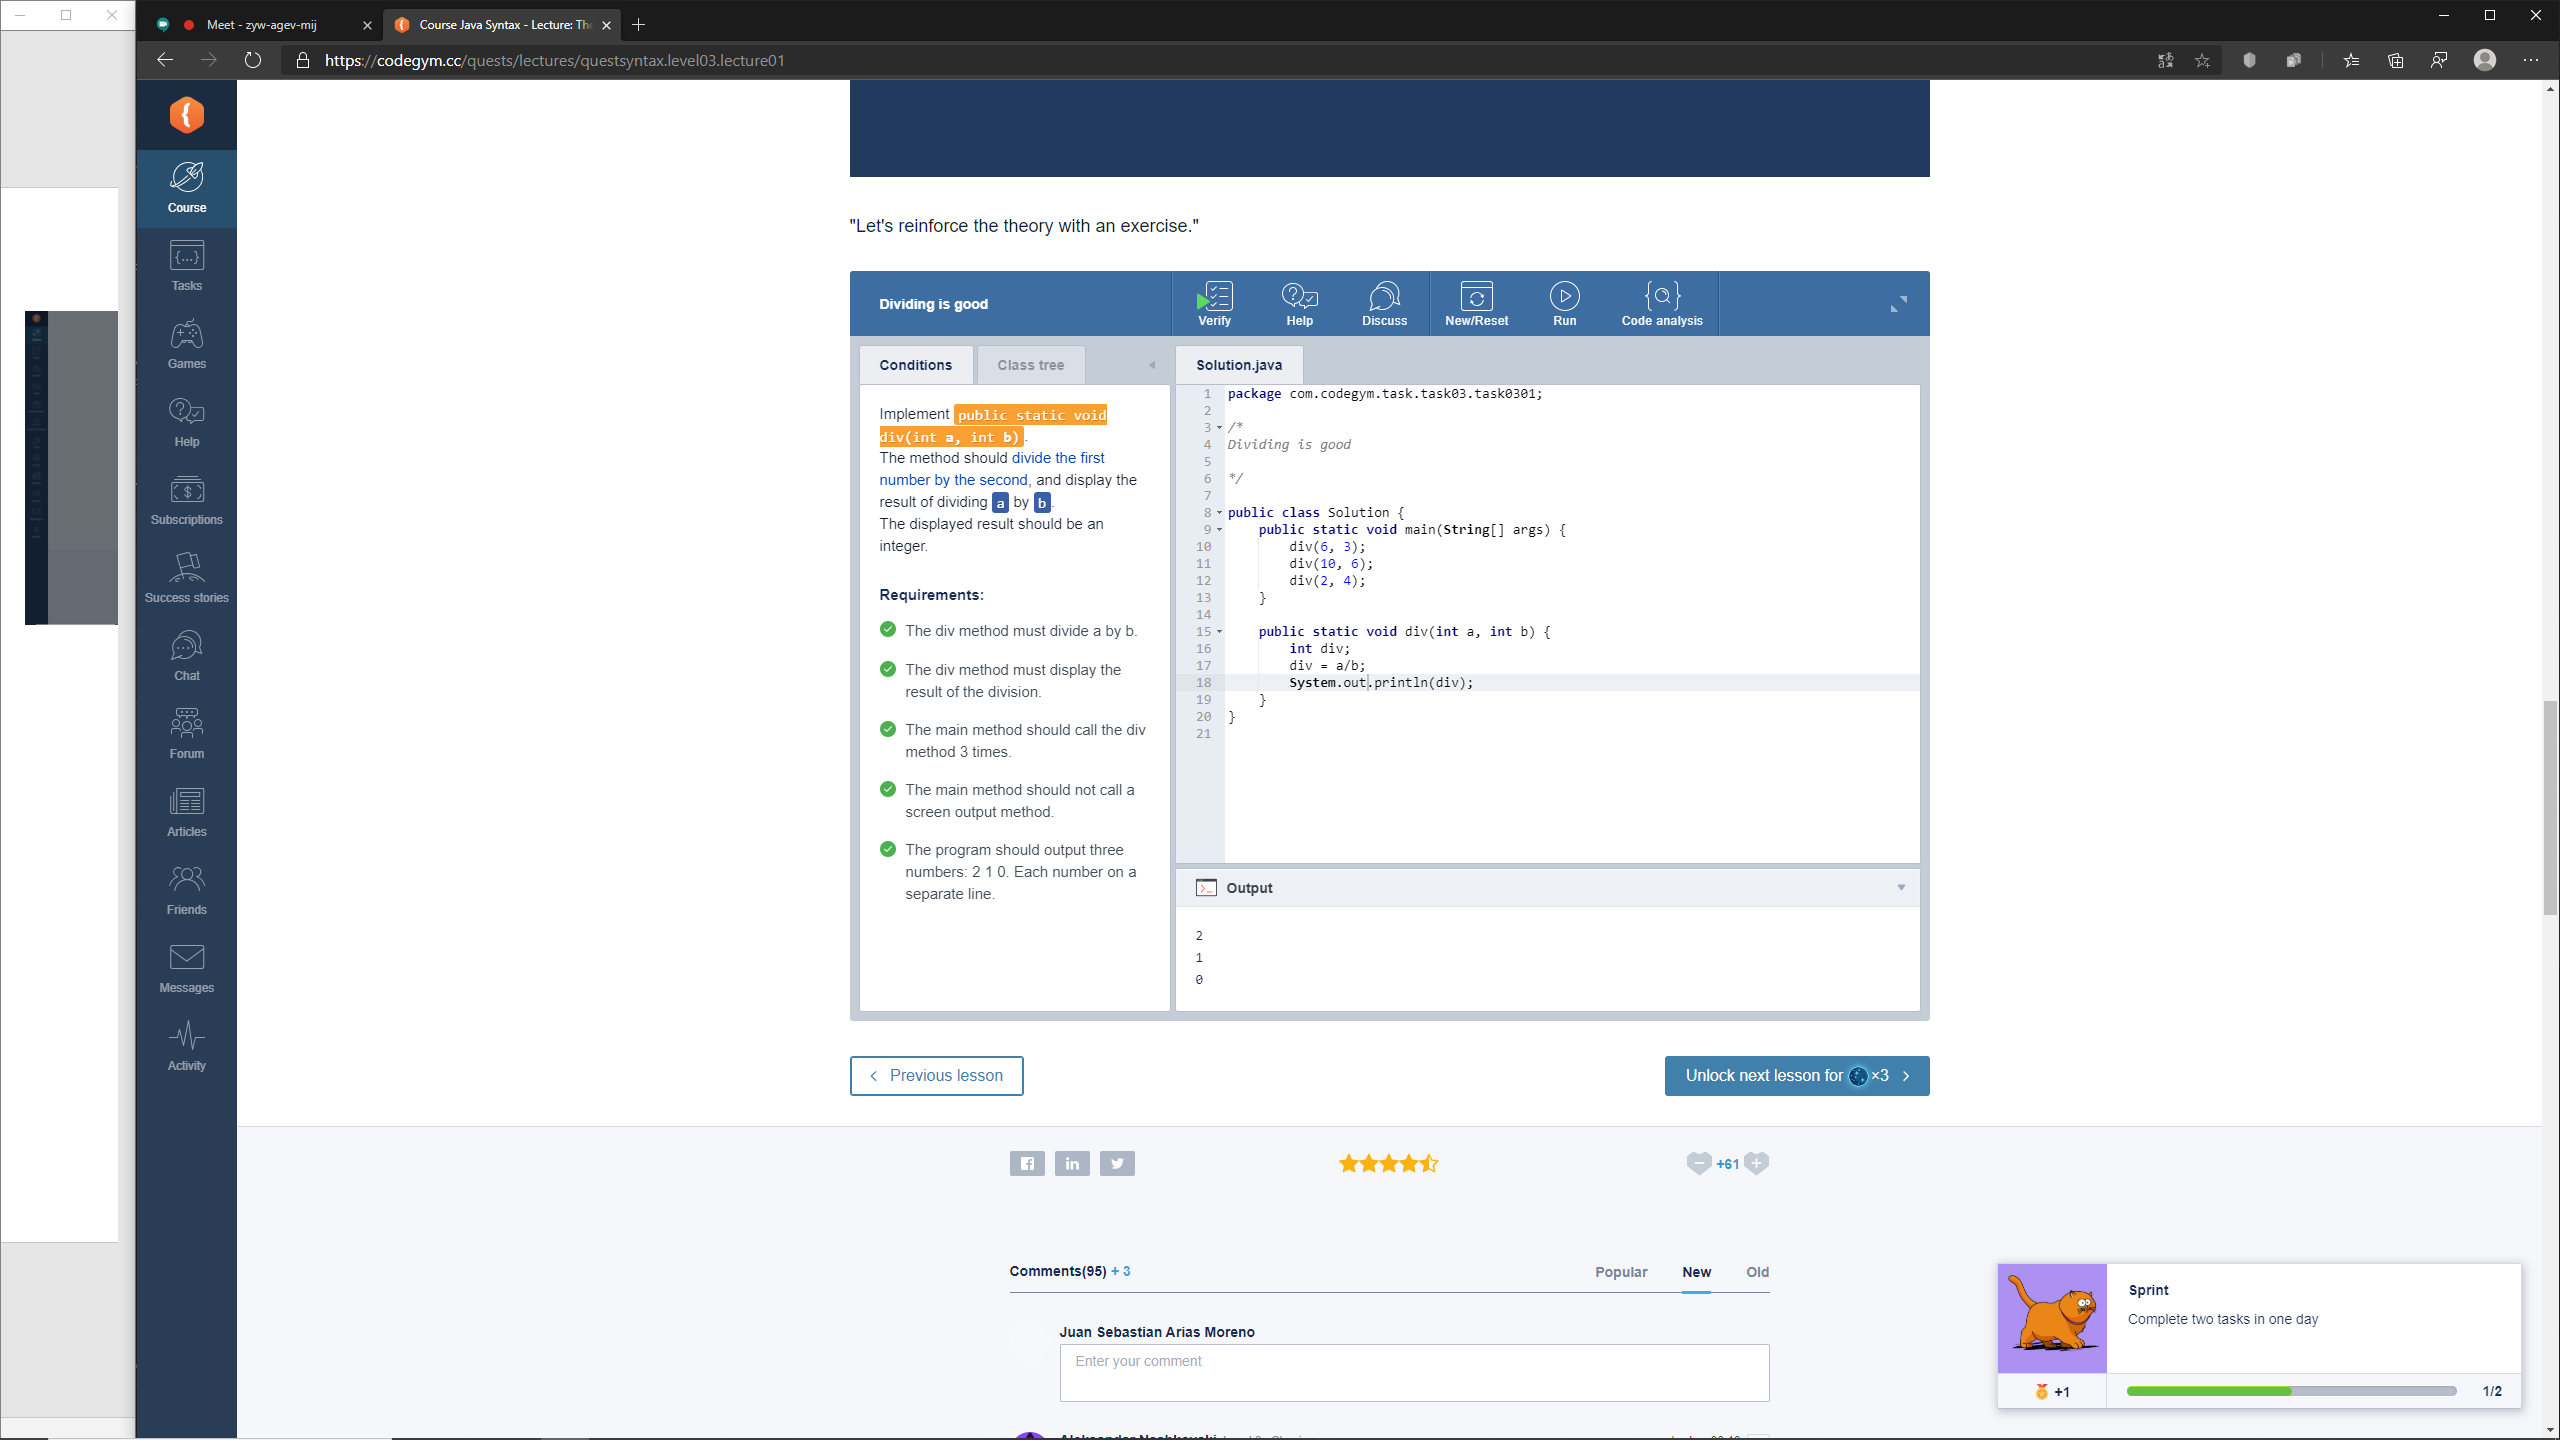 Meet - zyw-agev-mij
Course Java Syntax - Lecture: Th
https://codegym.cc/quests/lectures/questsyntax.level03.lecture01
Course
Tasks
Games
Help
Subscriptions
Success stories
Chat
Forum
Articles
Friends
Messages
Activity
"Let's reinforce the theory with an exercise."
Dividing is good
Verify
Help
Discuss
New/Reset
Run
Code analysis
Conditions
Class tree
Implement public static void
div(int a, int b).
The method should divide the first
number by the second, and display the
result of dividing a by b.
The displayed result should be an
integer.
Requirements:
The div method must divide a by b.
The div method must display the
result of the division.
The main method should call the div
method 3 times.
The main method should not call a
screen output method.
The program should output three
numbers: 2 1 0. Each number on a
separate line.
Solution.java
1 package com.codegym.task.task03.task0301;
2
3 /*
4 Dividing is good
5
6 */
7
8 public class Solution {
9 public static void main(String[] args) {
10 div(6, 3);
11 div(10, 6);
12 div(2, 4);
13 }
14
15 public static void div(int a, int b) {
16 int div;
17 div = a/b;
18 System.out.println(div);
19 }
20 }
21
Output
2
1
0
Previous lesson
Unlock next lesson for ×3
+61
Comments(95) + 3
Popular
New
Old
Juan Sebastian Arias Moreno
Enter your comment
Sprint
Complete two tasks in one day
+1
1/2